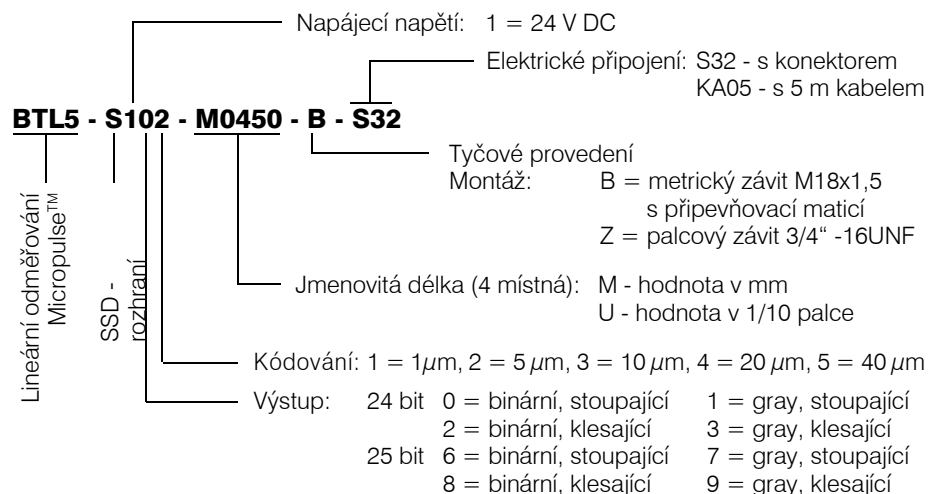 Napájecí napětí: 1 = 24 V DC
Elektrické připojení: S32 - s konektorem
KA05 - s 5 m kabelem
BTL5 - S102 - M0450 - B - S32
Tyčové provedení
Montáž: B = metrický závit M18x1,5
s připevňovací maticí
Z = palcový závit 3/4“ -16UNF
Lineární odměřování
Micropulse™
SSD -
rozhraní
Jmenovitá délka (4 místná): M - hodnota v mm
U - hodnota v 1/10 palce
Kódování: 1 = 1µm, 2 = 5 µm, 3 = 10 µm, 4 = 20 µm, 5 = 40 µm
Výstup: 24 bit 0 = binární, stoupající 1 = gray, stoupající
2 = binární, klesající 3 = gray, klesající
25 bit 6 = binární, stoupající 7 = gray, stoupající
8 = binární, klesající 9 = gray, klesající